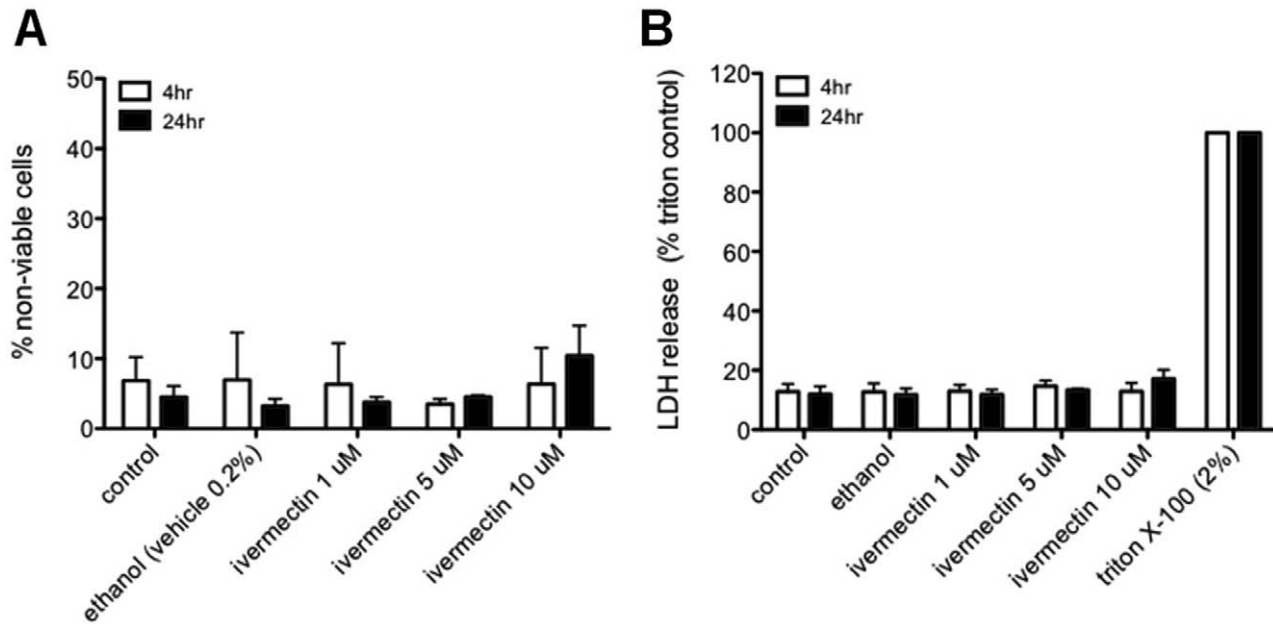 A
% non-viable cells
50
40
30
20
10
0
4hr
24hr
control
ethanol (vehicle 0.2%)
ivermectin 1 uM
ivermectin 5 uM
ivermectin 10 uM
B
LDH release (% triton control)
120
100
80
60
40
20
0
4hr
24hr
control
ethanol
ivermectin 1 uM
ivermectin 5 uM
ivermectin 10 uM
triton X-100 (2%)